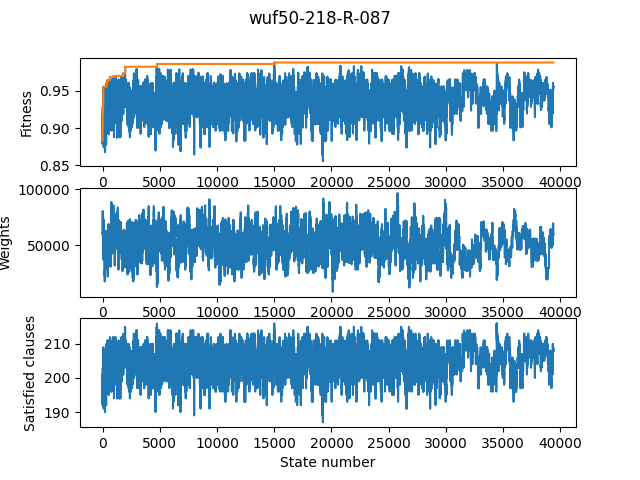 wuf50-218-R-087
0.95
0.90
0.85
Fitness
0 5000 10000 15000 20000 25000 30000 35000 40000
100000
50000
Weights
0 5000 10000 15000 20000 25000 30000 35000 40000
210
200
190
Satisfied clauses
0 5000 10000 15000 20000 25000 30000 35000 40000
State number